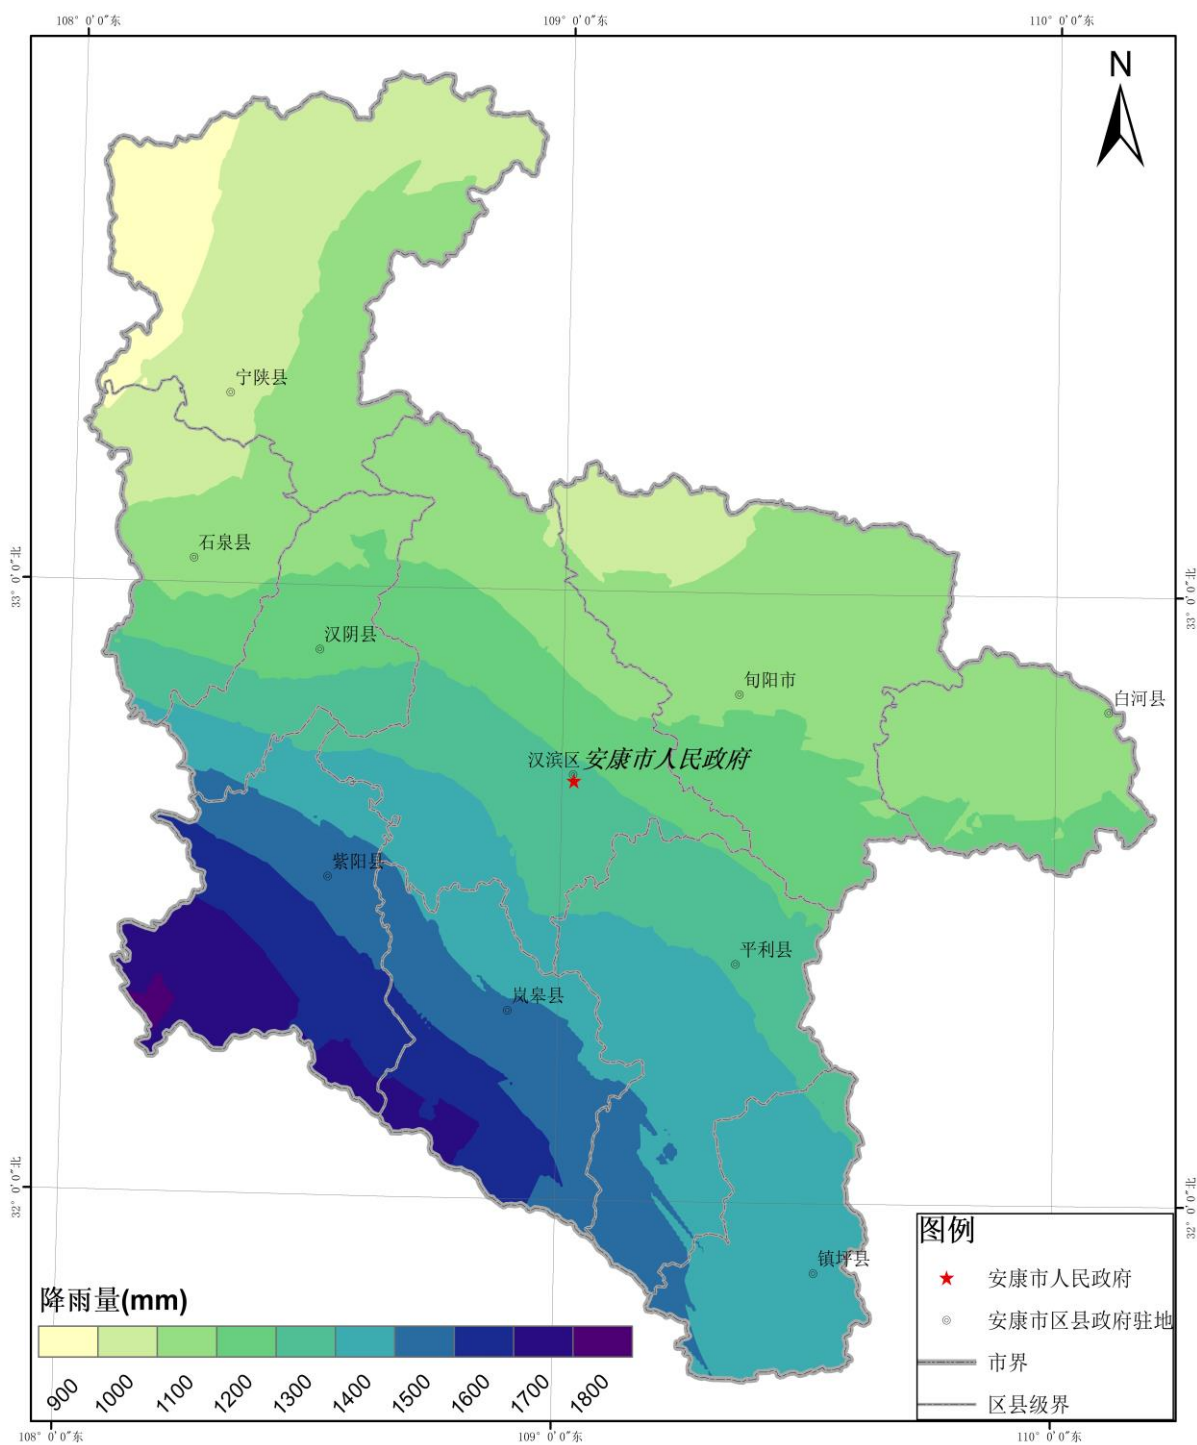 108° 0′0″东
109° 0′0″东
110° 0′0″东
N
宁陕县
石泉县
33° 0′0″北
33° 0′0″北
汉阴县
旬阳市
白河县
汉滨区
安康市人民政府
紫阳县
平利县
岚皋县
32° 0′0″北
32° 0′0″北
镇坪县
图例
安康市人民政府
安康市区县政府驻地
市界
区县级界
降雨量(mm)
900
1000
1100
1200
1300
1400
1500
1600
1700
1800
108° 0′0″东
109° 0′0″东
110° 0′0″东